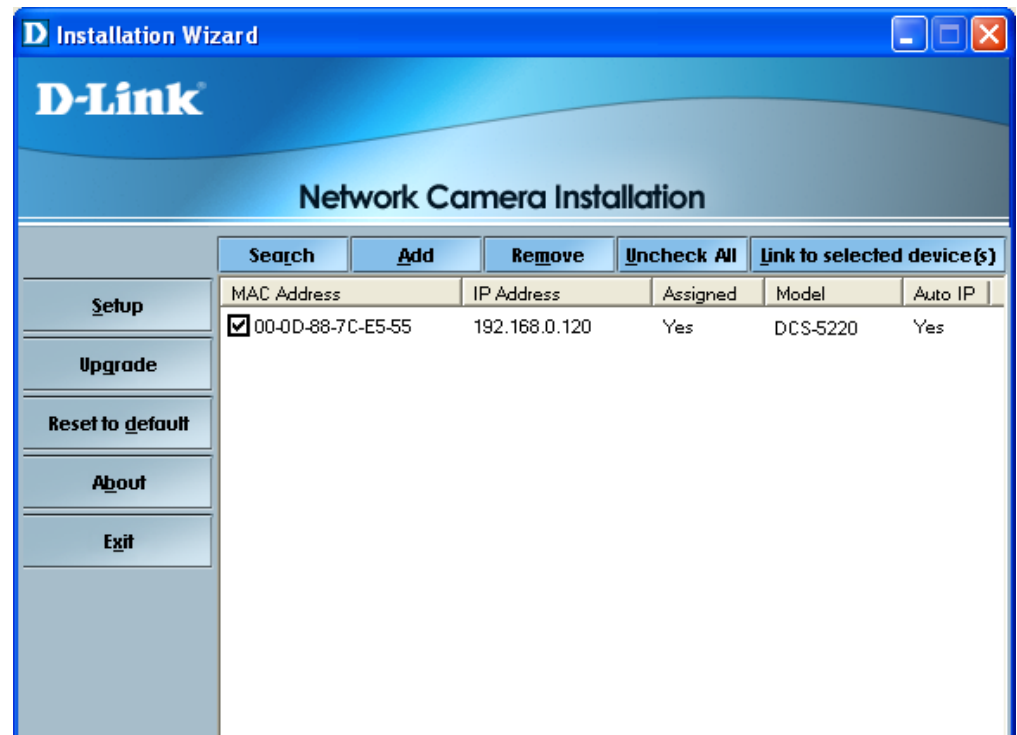 D Installation Wizard
D-Link®
Network Camera Installation
Search Add Remove Uncheck All Link to selected device(s)
MAC Address IP Address Assigned Model Auto IP
00-0D-88-7C-E5-55 192.168.0.120 Yes DCS-5220 Yes
Setup
Upgrade
Reset to default
About
Exit